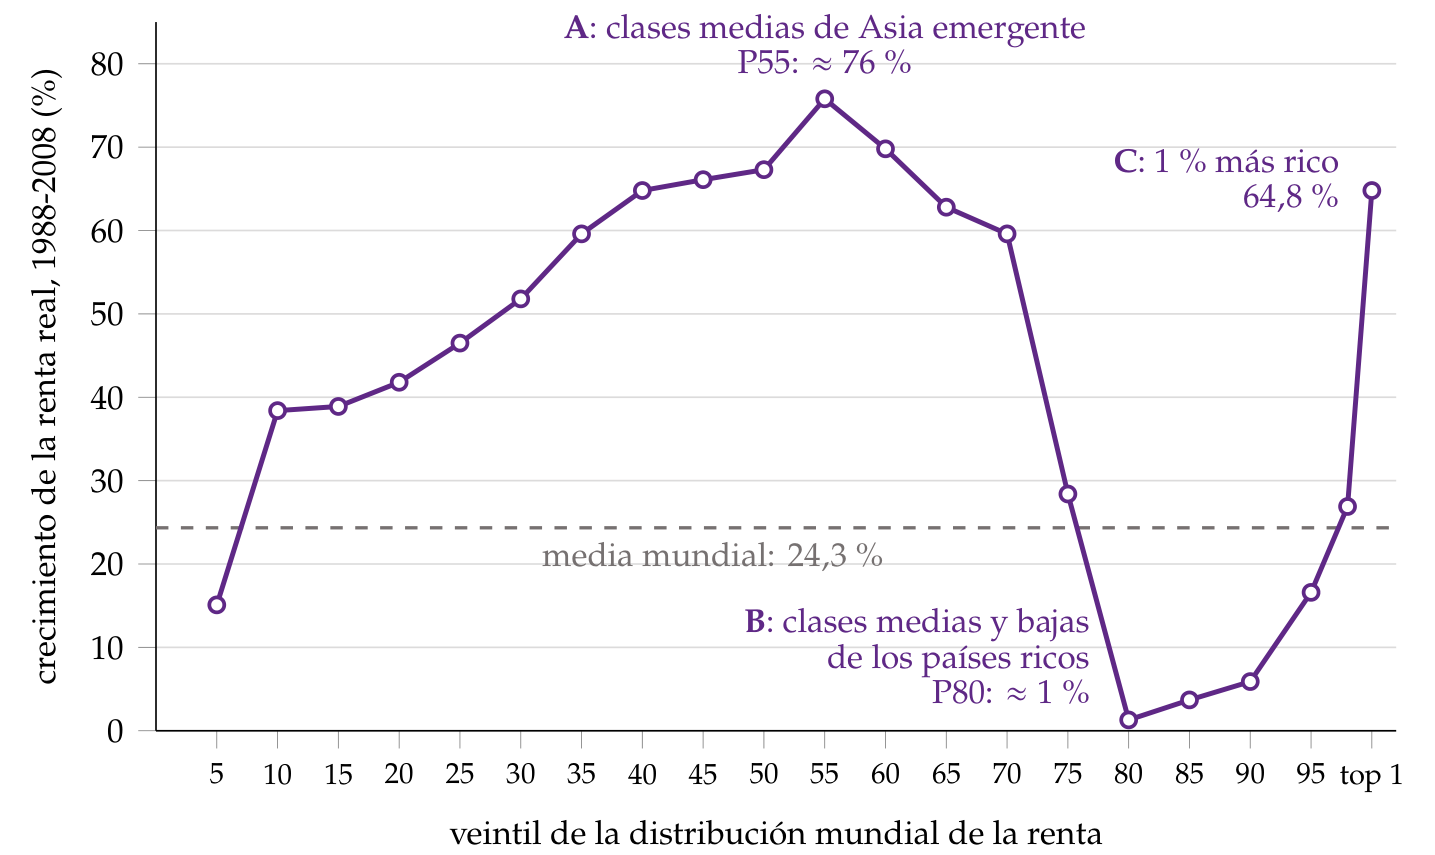 A: clases medias de Asia emergente
P55: ≈ 76 %
C: 1 % más rico
64,8 %
media mundial: 24,3 %
B: clases medias y bajas
de los países ricos
P80: ≈ 1 %
crecimiento de la renta real, 1988-2008 (%)
80
70
60
50
40
30
20
10
0
5 10 15 20 25 30 35 40 45 50 55 60 65 70 75 80 85 90 95 top 1
veintil de la distribución mundial de la renta